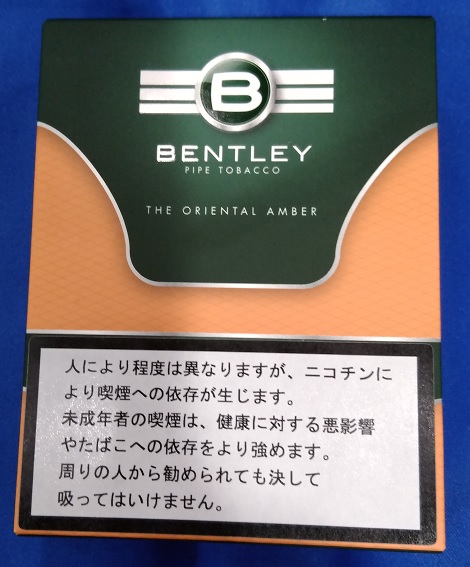 B
BENTLEY
PIPE TOBACCO
THE ORIENTAL AMBER
人により程度は異なりますが、ニコチンに
より喫煙への依存が生じます。
未成年者の喫煙は、健康に対する悪影響
やたばこへの依存をより強めます。
周りの人から勧められても決して
吸ってはいけません。